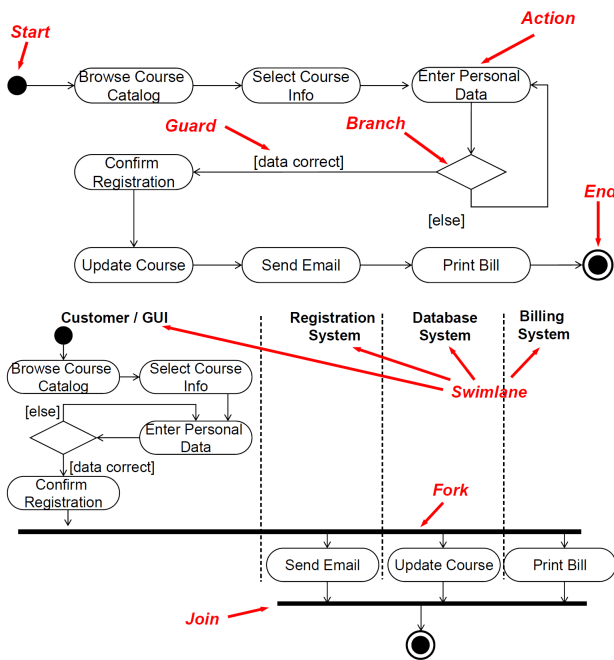 Start
Action
Browse Course
Catalog
Select Course
Info
Enter Personal
Data
Guard
Branch
Confirm
Registration
[data correct]
[else]
End
Update Course
Send Email
Print Bill
Customer / GUI
Registration
System
Database
System
Billing
System
Browse Course
Catalog
Select Course
Info
Swimlane
[else]
Enter Personal
Data
[data correct]
Confirm
Registration
Fork
Send Email
Update Course
Print Bill
Join